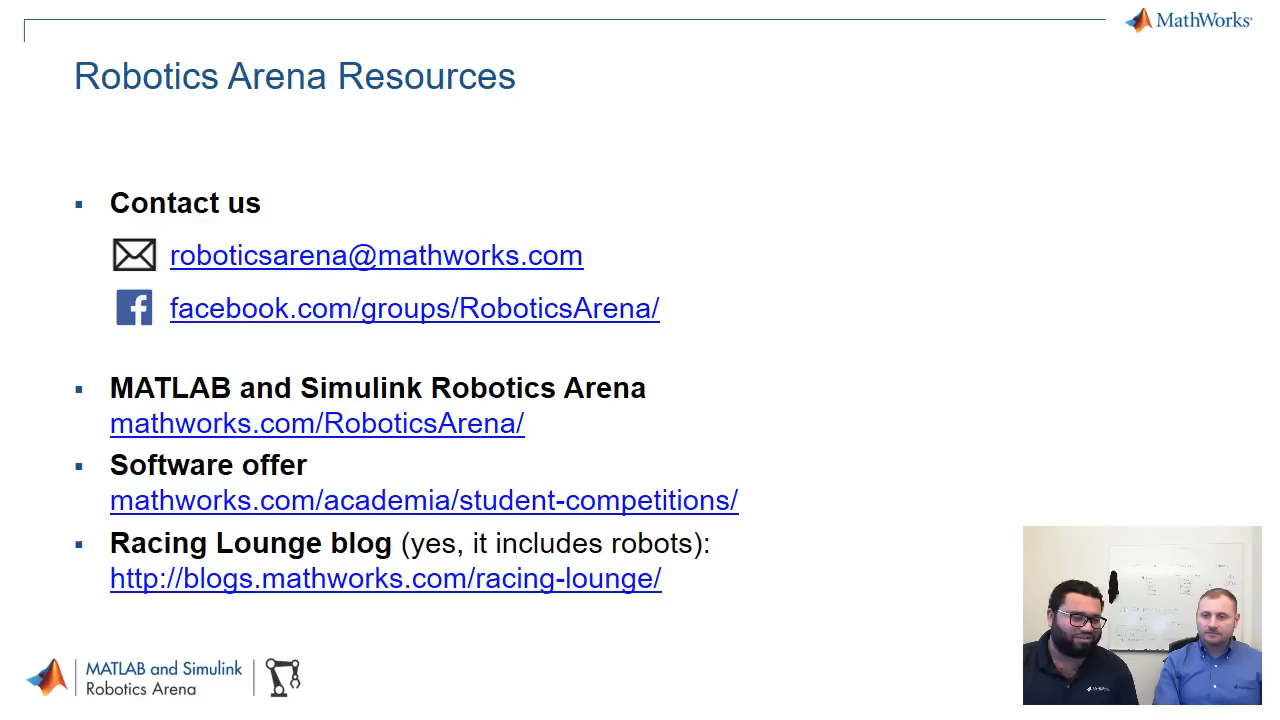 MathWorks
Robotics Arena Resources
Contact us
roboticsarena@mathworks.com
facebook.com/groups/RoboticsArena/
MATLAB and Simulink Robotics Arena
mathworks.com/RoboticsArena/
Software offer
mathworks.com/academia/student-competitions/
Racing Lounge blog (yes, it includes robots):
http://blogs.mathworks.com/racing-lounge/
MATLAB and Simulink
Robotics Arena